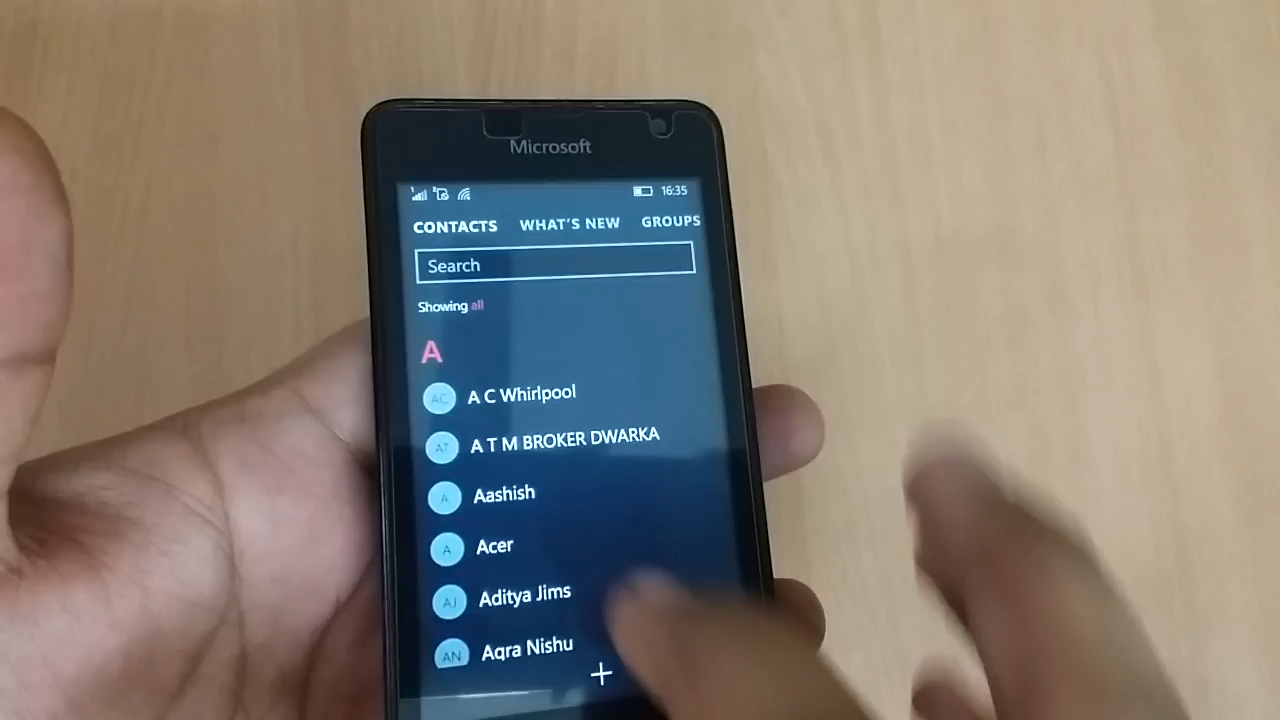 Microsoft
16:35
CONTACTS WHAT'S NEW GROUPS
Search
Showing all
A
AC A C Whirlpool
AT A T M BROKER DWARKA
A Aashish
A Acer
AJ Aditya Jims
AN Agra Nishu